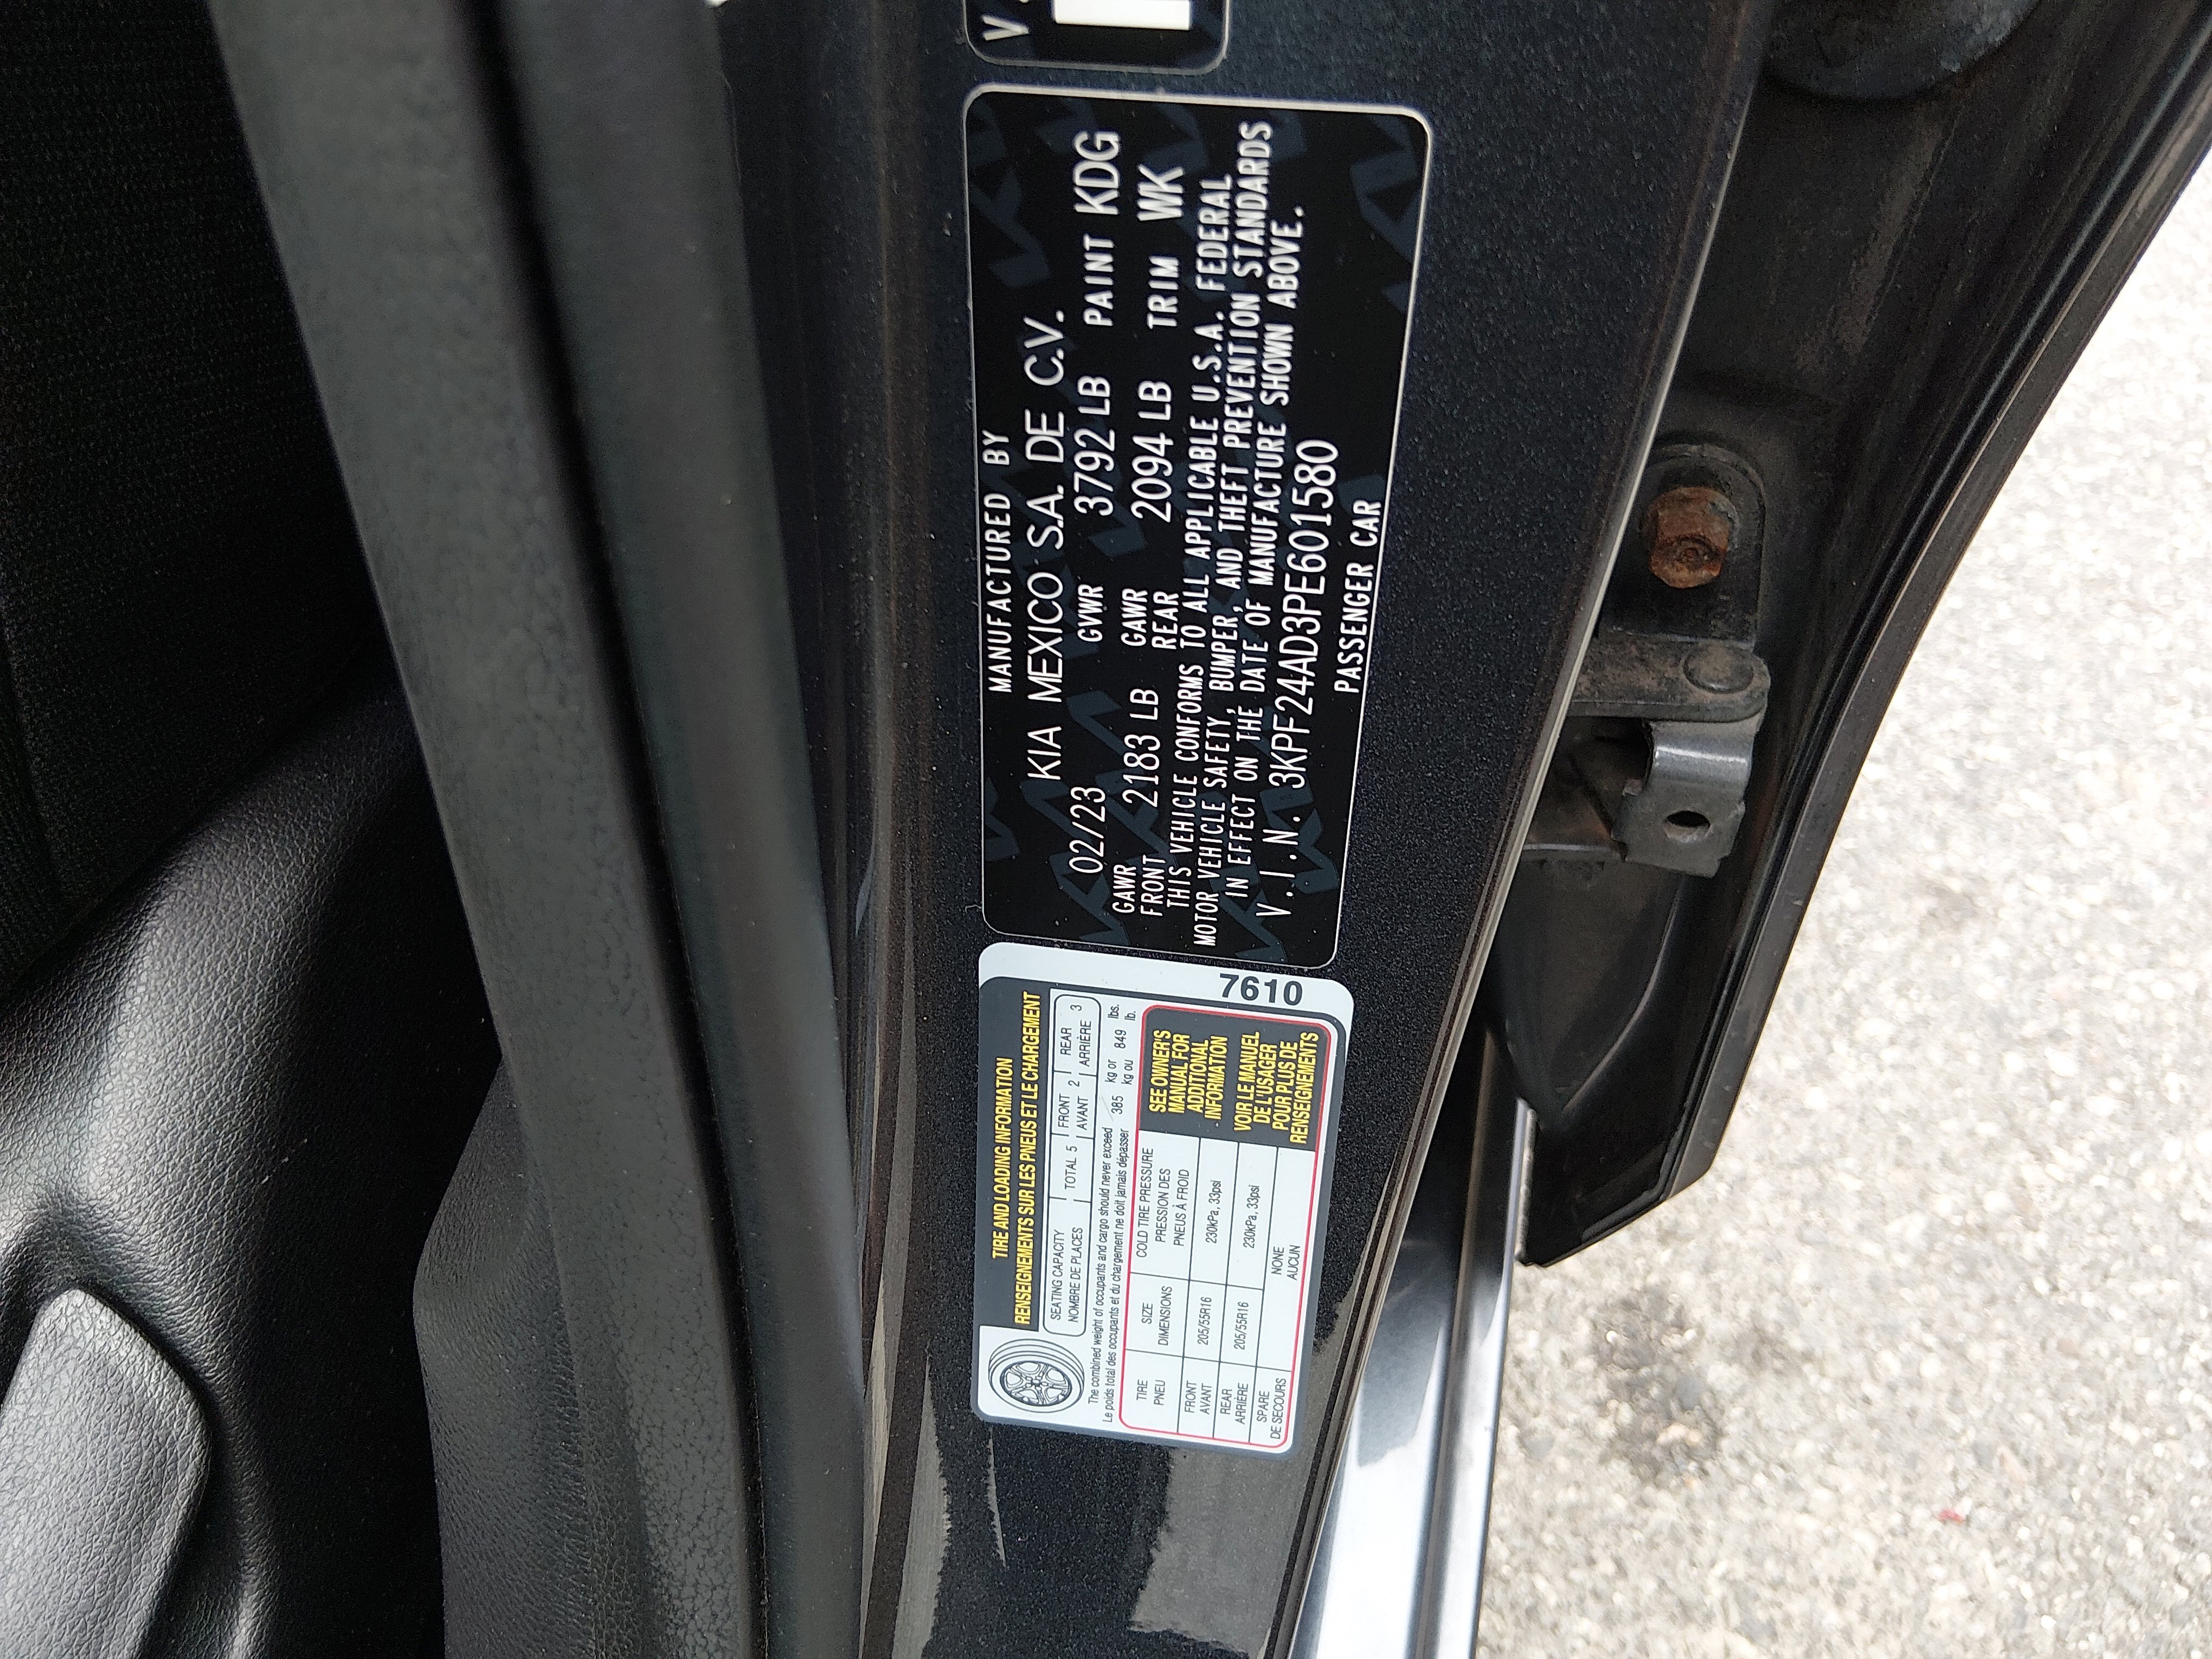 MANUFACTURED BY
KIA MEXICO S.A. DE C.V.
02/23 GVWR 3792 LB PAINT KDG
GAWR FRONT 2183 LB GAWR REAR 2094 LB TRIM WK
THIS VEHICLE CONFORMS TO ALL APPLICABLE U.S.A. FEDERAL
MOTOR VEHICLE SAFETY, BUMPER, AND THEFT PREVENTION STANDARDS
IN EFFECT ON THE DATE OF MANUFACTURE SHOWN ABOVE.
V.I.N. 3KPF24AD3PE601580
PASSENGER CAR
TIRE AND LOADING INFORMATION
RENSEIGNEMENTS SUR LES PNEUS ET LE CHARGEMENT
7610
SEATING CAPACITY TOTAL 5 FRONT 2 REAR 3
NOMBRE DE PLACES AVANT ARRIÈRE
The combined weight of occupants and cargo should never exceed 385 kg or 849 lbs.
Le poids total des occupants et du chargement ne doit jamais dépasser kg ou lb.
TIRE SIZE COLD TIRE PRESSURE
PNEU DIMENSIONS PRESSION DES
PNEUS À FROID
FRONT
AVANT 205/55R16 230kPa, 33psi
REAR
ARRIÈRE 205/55R16 230kPa, 33psi
SPARE NONE
DE SECOURS AUCUN
SEE OWNER'S
MANUAL FOR
ADDITIONAL
INFORMATION
VOIR LE MANUEL
DE L'USAGER
POUR PLUS DE
RENSEIGNEMENTS